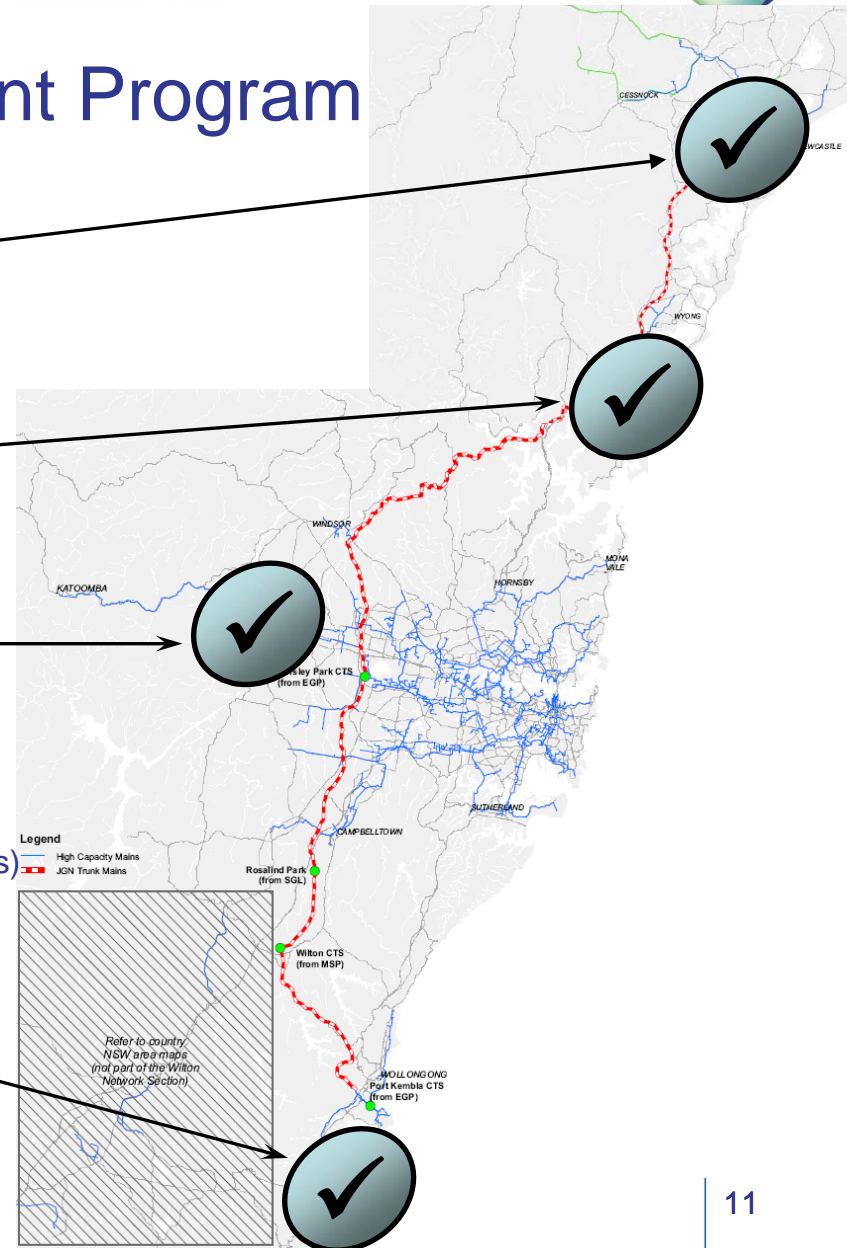 nt Program
CESSNOCK
EWCASTLE
WYONG
WINDSOR
MONA
VALE
HORNSBY
KATOOMBA
sley Park CTS
(from EGP)
SUTHERLAND
CAMPBELLTOWN
Legend
High Capacity Mains
s)
JGN Trunk Mains
Rosalind Park
(from SGL)
Wilton CTS
(from MSP)
Refer to country
NSW area maps
(not part of the Wilton
Network Section)
WOLLONGONG
Port Kembla CTS
(from EGP)
11